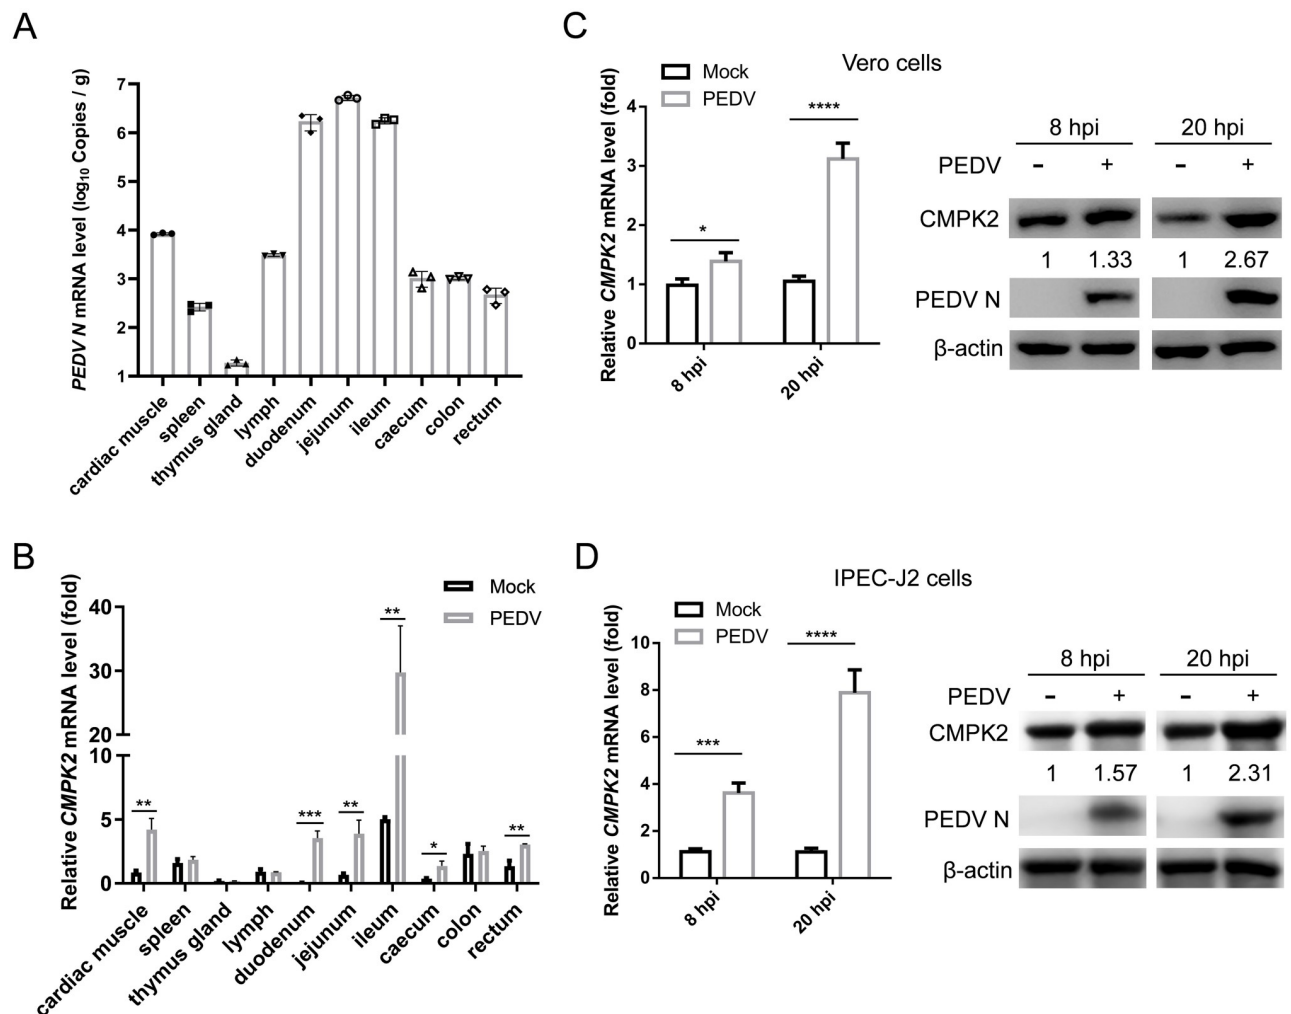 A
PEDV N mRNA level (log10 Copies / g)
7
6
5
4
3
2
1
cardiac muscle
spleen
thymus gland
lymph
duodenum
jejunum
ileum
caecum
colon
rectum
B
Relative CMPK2 mRNA level (fold)
Mock
PEDV
40
30
20
10
5
0
**
***
**
**
*
**
cardiac muscle
spleen
thymus gland
lymph
duodenum
jejunum
ileum
caecum
colon
rectum
C
Vero cells
Relative CMPK2 mRNA level (fold)
Mock
PEDV
4
3
2
1
0
*
****
8 hpi
20 hpi
8 hpi 20 hpi
PEDV - + - +
CMPK2
1 1.33 1 2.67
PEDV N
β-actin
D
IPEC-J2 cells
Relative CMPK2 mRNA level (fold)
Mock
PEDV
10
8
6
4
2
0
***
****
8 hpi
20 hpi
8 hpi 20 hpi
PEDV - + - +
CMPK2
1 1.57 1 2.31
PEDV N
β-actin